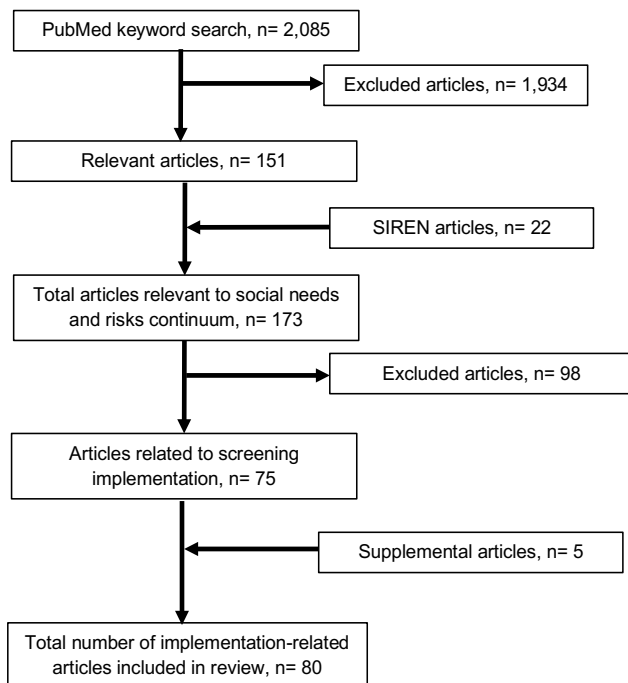 PubMed keyword search, n= 2,085
Excluded articles, n= 1,934
Relevant articles, n= 151
SIREN articles, n= 22
Total articles relevant to social needs
and risks continuum, n= 173
Excluded articles, n= 98
Articles related to screening
implementation, n= 75
Supplemental articles, n= 5
Total number of implementation-related
articles included in review, n= 80